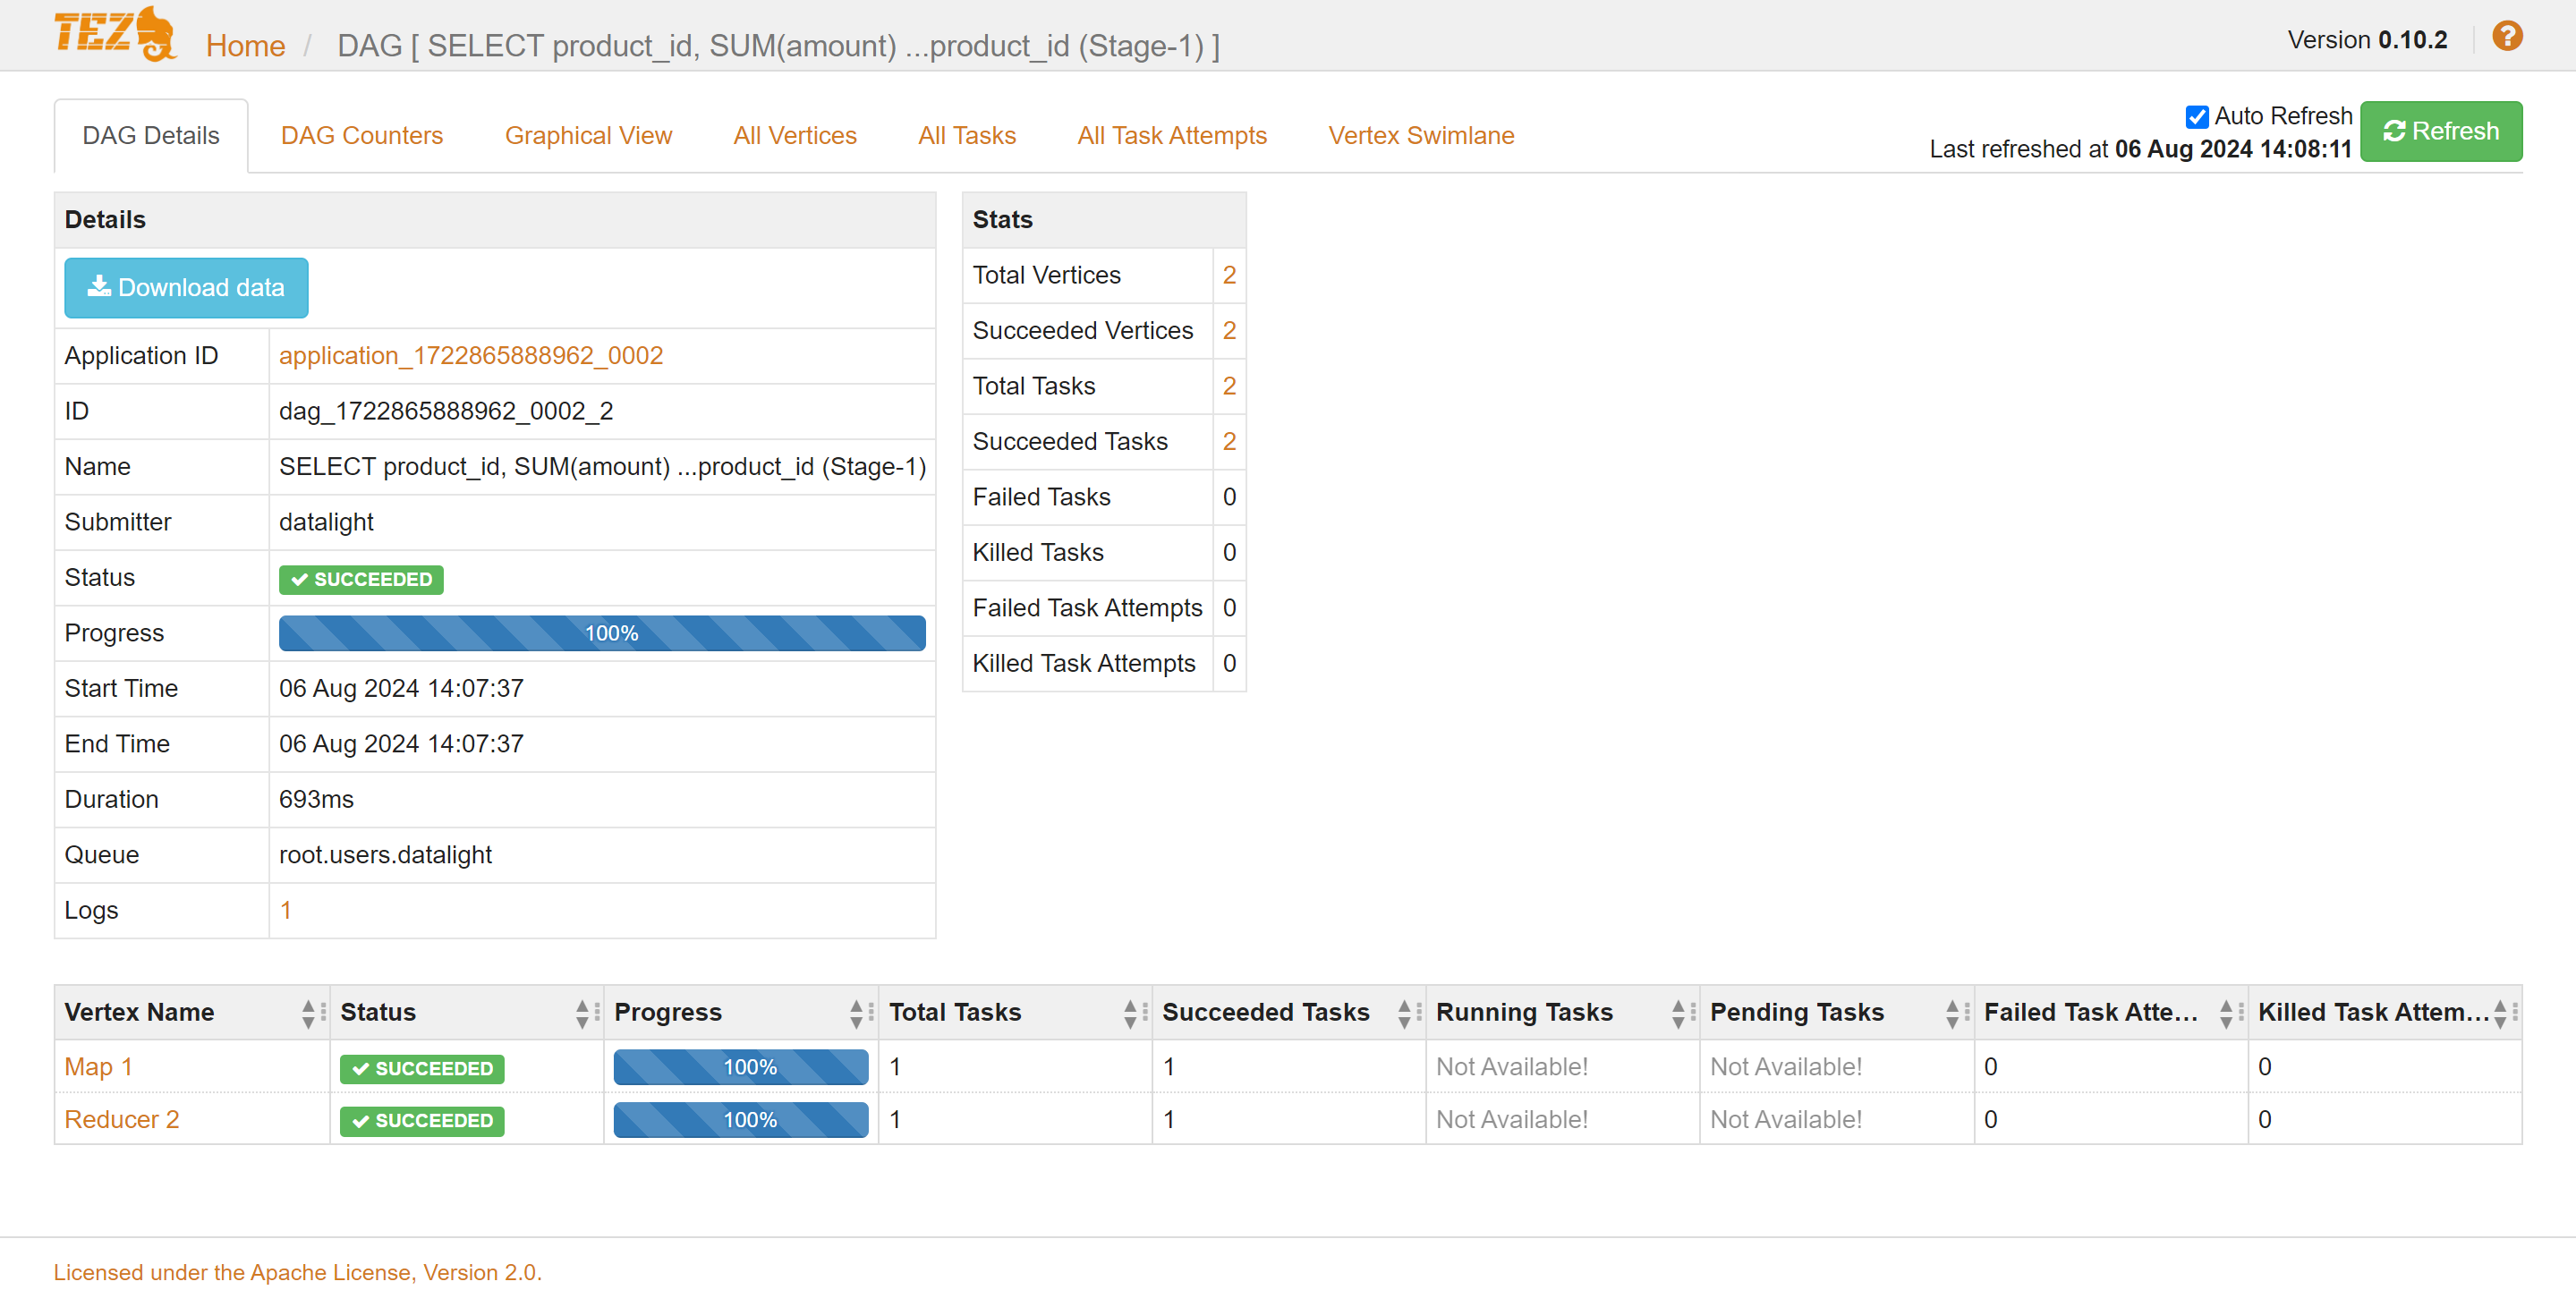 TEZ Home / DAG [ SELECT product_id, SUM(amount) ...product_id (Stage-1) ] Version 0.10.2 ?
DAG Details DAG Counters Graphical View All Vertices All Tasks All Task Attempts Vertex Swimlane
Auto Refresh
Last refreshed at 06 Aug 2024 14:08:11
Refresh
Details
Download data
Application ID application_1722865888962_0002
ID dag_1722865888962_0002_2
Name SELECT product_id, SUM(amount) ...product_id (Stage-1)
Submitter datalight
Status SUCCEEDED
Progress 100%
Start Time 06 Aug 2024 14:07:37
End Time 06 Aug 2024 14:07:37
Duration 693ms
Queue root.users.datalight
Logs 1
Stats
Total Vertices 2
Succeeded Vertices 2
Total Tasks 2
Succeeded Tasks 2
Failed Tasks 0
Killed Tasks 0
Failed Task Attempts 0
Killed Task Attempts 0
Vertex Name Status Progress Total Tasks Succeeded Tasks Running Tasks Pending Tasks Failed Task Atte... Killed Task Attem...
Map 1 SUCCEEDED 100% 1 1 Not Available! Not Available! 0 0
Reducer 2 SUCCEEDED 100% 1 1 Not Available! Not Available! 0 0
Licensed under the Apache License, Version 2.0.